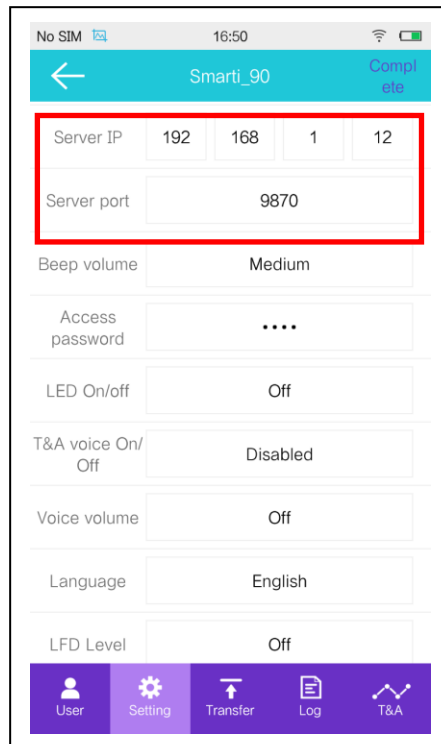 No SIM 16:50
Smarti_90 Compl
ete
Server IP 192 168 1 12
Server port 9870
Beep volume Medium
Access
password ••••
LED On/off Off
T&A voice On/
Off Disabled
Voice volume Off
Language English
LFD Level Off
User Setting Transfer Log T&A